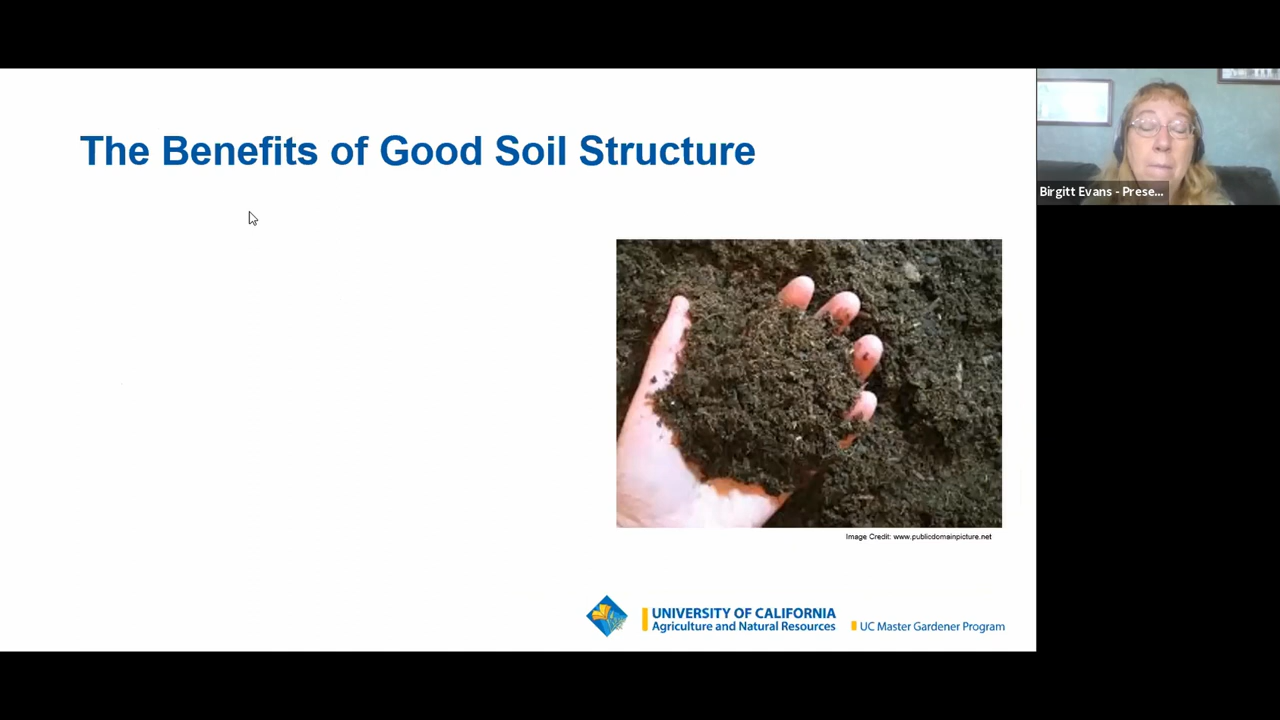 The Benefits of Good Soil Structure
Birgitt Evans - Prese...
Image Credit: www.publicdomainpicture.net
UNIVERSITY OF CALIFORNIA
Agriculture and Natural Resources
UC Master Gardener Program